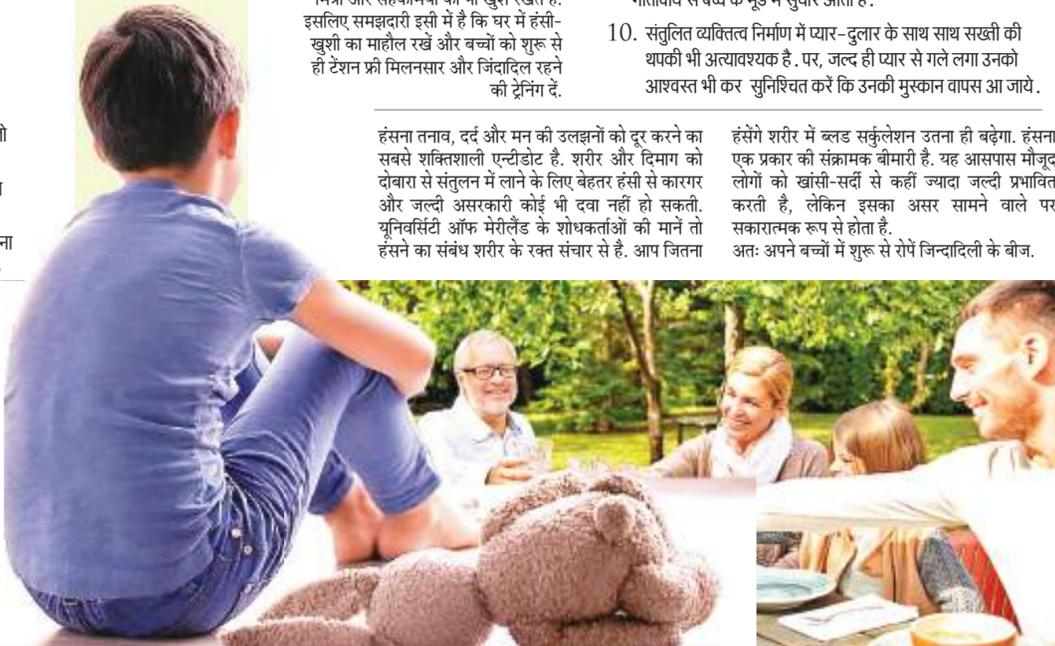 इसलिए समझदारी इसी में है कि घर में हंसी-
खुशी का माहौल रखें और बच्चों को शुरू से
ही टेंशन फ्री मिलनसार और जिंदादिल रहने
की ट्रेनिंग दें.
10. संतुलित व्यक्तित्व निर्माण में प्यार-दुलार के साथ साथ सख्ती की
थपकी भी अत्यावश्यक है. पर, जल्द ही प्यार से गले लगा उनको
आश्वस्त भी कर सुनिश्चित करें कि उनकी मुस्कान वापस आ जाये.
हंसना तनाव, दर्द और मन की उलझनों को दूर करने का
सबसे शक्तिशाली एन्टीडोट है. शरीर और दिमाग को
दोबारा से संतुलन में लाने के लिए बेहतर हंसी से कारगर
और जल्दी असरकारी कोई भी दवा नहीं हो सकती.
यूनिवर्सिटी ऑफ मेरीलैंड के शोधकर्ताओं की मानें तो
हंसने का संबंध शरीर के रक्त संचार से है. आप जितना
हंसेंगे शरीर में ब्लड सर्कुलेशन उतना ही बढ़ेगा. हंसना
एक प्रकार की संक्रामक बीमारी है. यह आसपास मौजूद
लोगों को खांसी-सर्दी से कहीं ज्यादा जल्दी प्रभावित
करती है, लेकिन इसका असर सामने वाले पर
सकारात्मक रूप से होता है.
अतः अपने बच्चों में शुरू से रोपें जिन्दादिली के बीज.